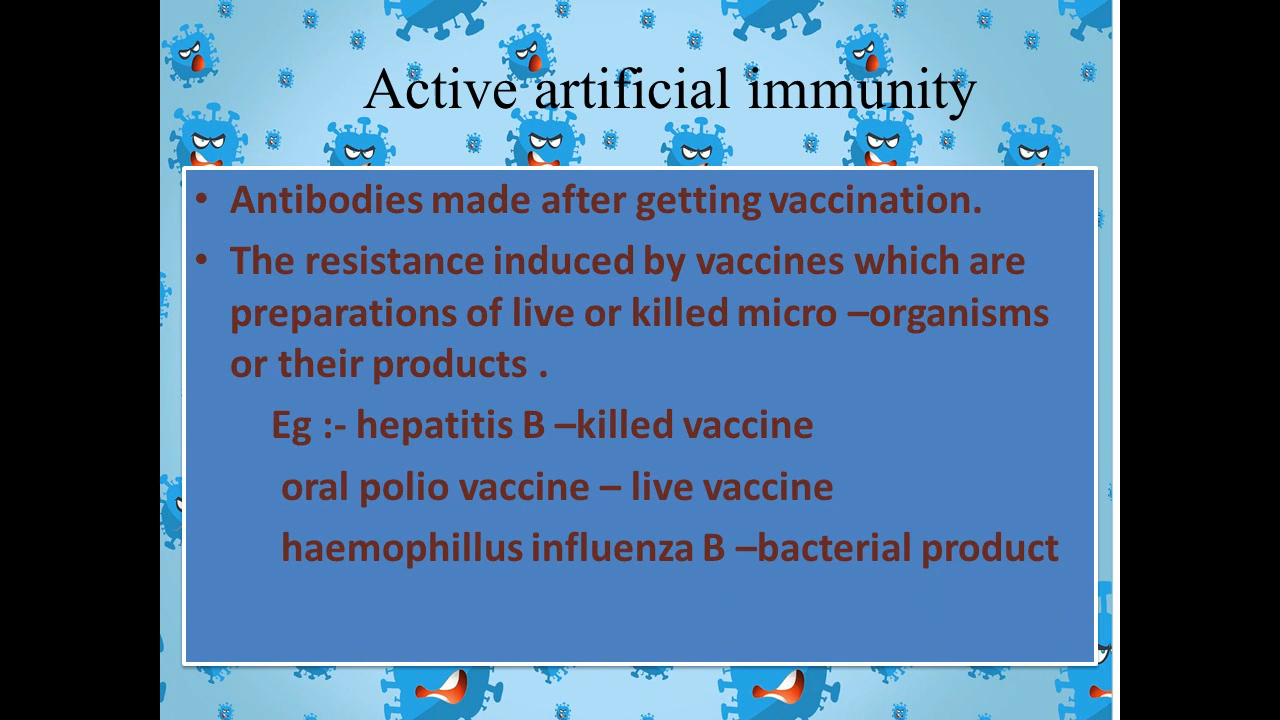 Active artificial immunity
• Antibodies made after getting vaccination.
• The resistance induced by vaccines which are
preparations of live or killed micro –organisms
or their products .
Eg :- hepatitis B –killed vaccine
oral polio vaccine – live vaccine
haemophillus influenza B –bacterial product